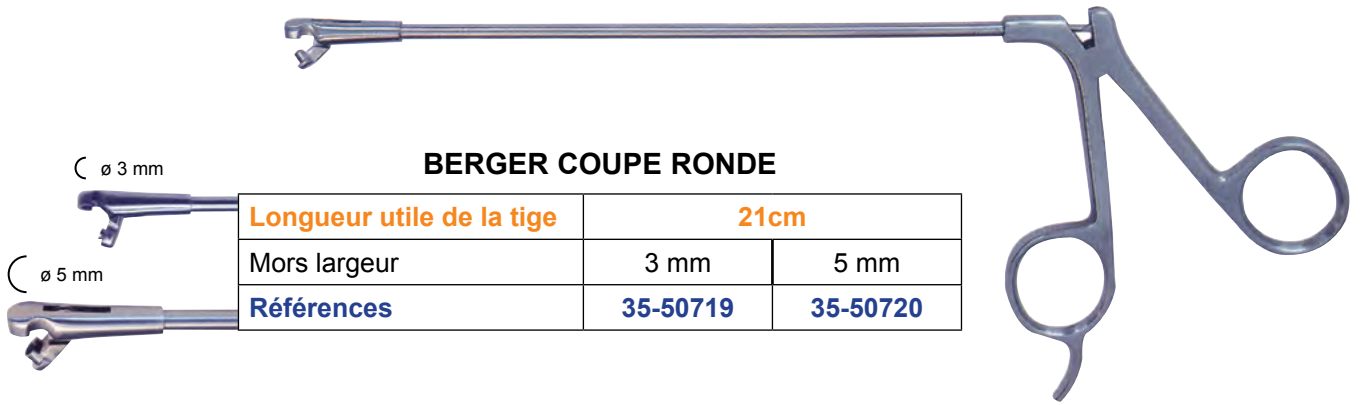 ø 3 mm
BERGER COUPE RONDE
Longueur utile de la tige 21cm
ø 5 mm
Mors largeur 3 mm 5 mm
Références 35-50719 35-50720